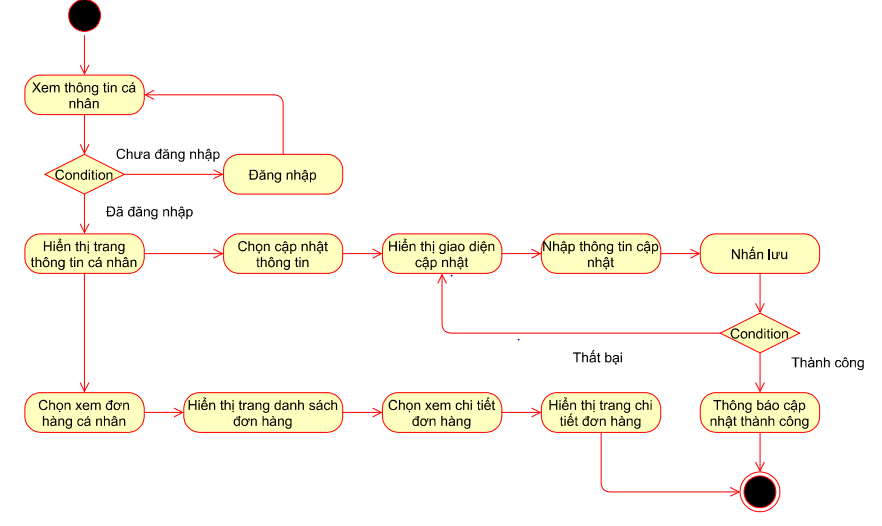 Xem thông tin cá
nhân
Chưa đăng nhập
Condition
Đăng nhập
Đã đăng nhập
Hiển thị trang
thông tin cá nhân
Chọn cập nhật
thông tin
Hiển thị giao diện
cập nhật
Nhập thông tin cập
nhật
Nhấn lưu
Condition
Thất bại
Thành công
Chọn xem đơn
hàng cá nhân
Hiển thị trang danh sách
đơn hàng
Chọn xem chi tiết
đơn hàng
Hiển thị trang chi
tiết đơn hàng
Thông báo cập
nhật thành công